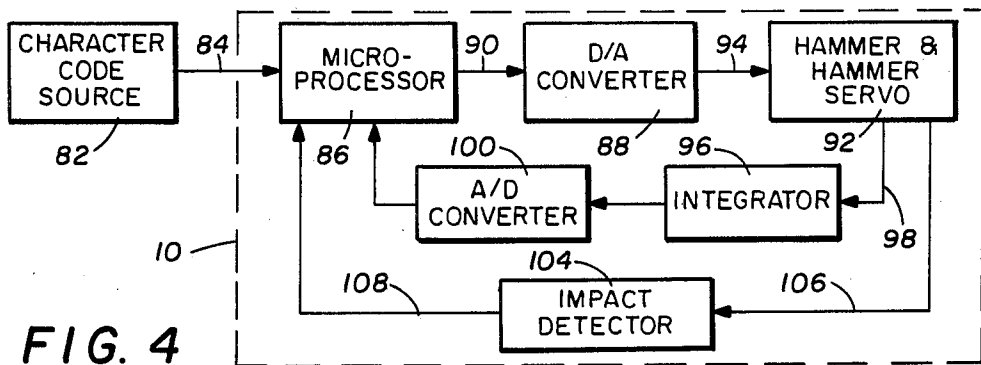 CHARACTER
CODE
SOURCE
82
84
MICRO-
PROCESSOR
86
90
D/A
CONVERTER
88
94
HAMMER &
HAMMER
SERVO
92
100
A/D
CONVERTER
96
INTEGRATOR
98
10
104
IMPACT
DETECTOR
108
106
FIG. 4